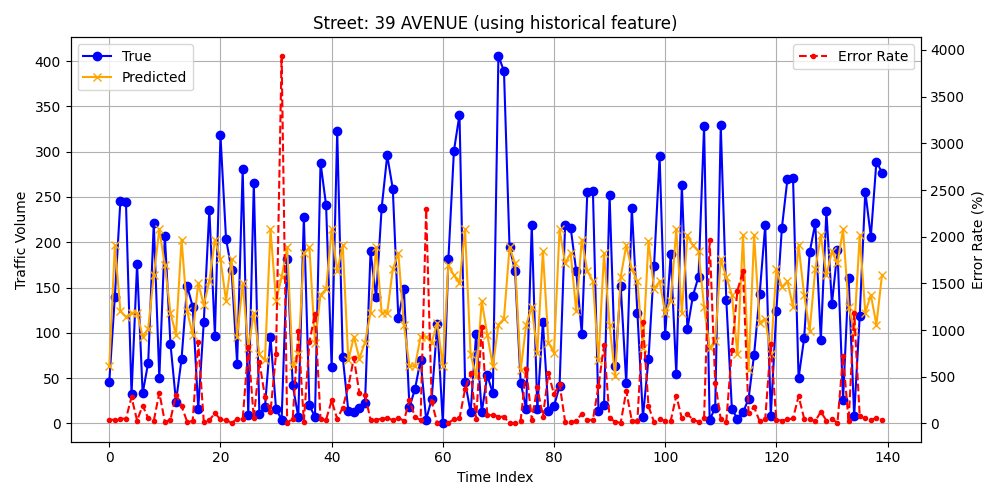 Street: 39 AVENUE (using historical feature)
True
Predicted
Error Rate
400
350
300
250
200
150
100
50
0
Traffic Volume
4000
3500
3000
2500
2000
1500
1000
500
0
Error Rate (%)
0 20 40 60 80 100 120 140
Time Index